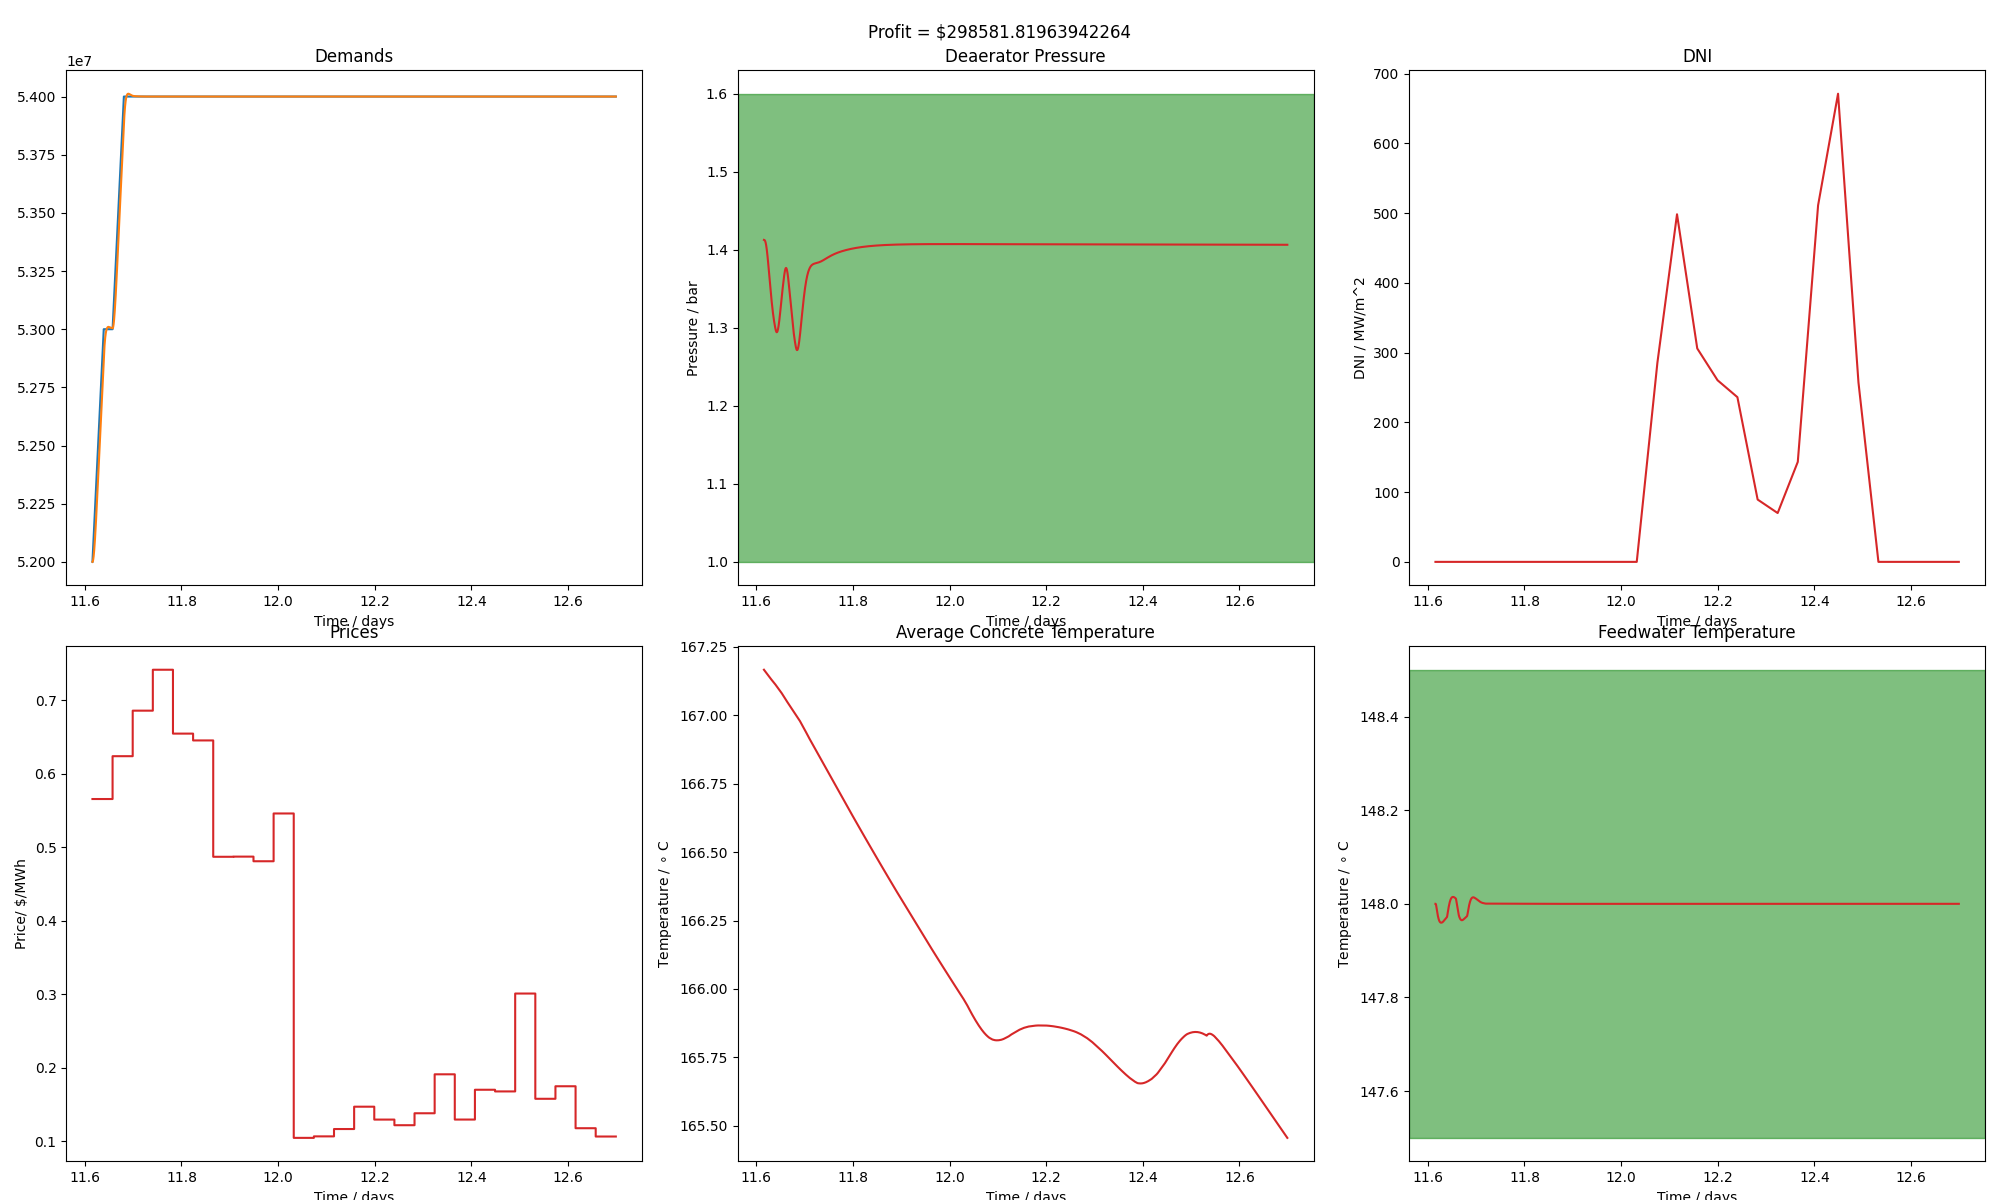 Profit = $298581.81963942264
Demands
1e7
5.400
5.375
5.350
5.325
5.300
5.275
5.250
5.225
5.200
11.6 11.8 12.0 12.2 12.4 12.6
Time / days
Deaerator Pressure
Pressure / bar
1.6
1.5
1.4
1.3
1.2
1.1
1.0
11.6 11.8 12.0 12.2 12.4 12.6
Time / days
DNI
DNI / MW/m^2
700
600
500
400
300
200
100
0
11.6 11.8 12.0 12.2 12.4 12.6
Time / days
Prices
Price/ $/MWh
0.7
0.6
0.5
0.4
0.3
0.2
0.1
11.6 11.8 12.0 12.2 12.4 12.6
Time / days
Average Concrete Temperature
Temperature / ∘ C
167.25
167.00
166.75
166.50
166.25
166.00
165.75
165.50
11.6 11.8 12.0 12.2 12.4 12.6
Time / days
Feedwater Temperature
Temperature / ∘ C
148.4
148.2
148.0
147.8
147.6
11.6 11.8 12.0 12.2 12.4 12.6
Time / days